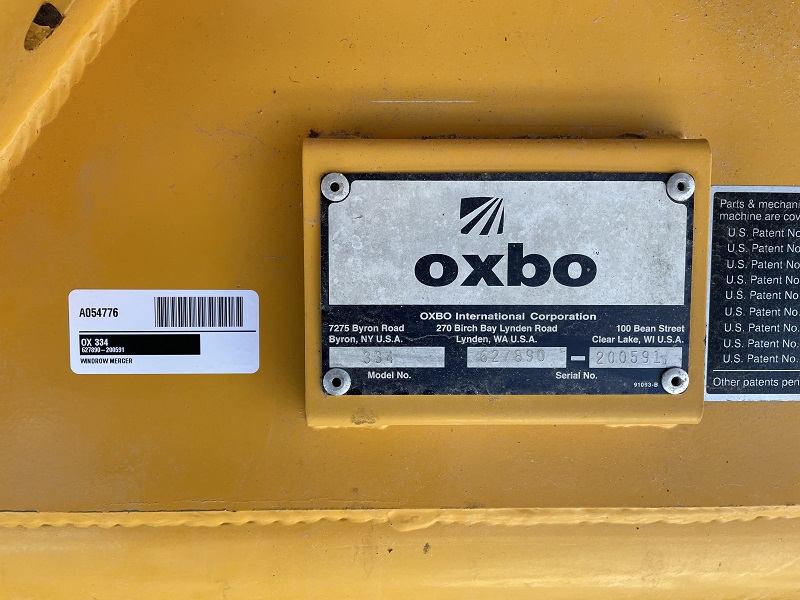 A054776
OX 334
627890-200591
WINDROW MERGER
oxbo
OXBO International Corporation
7275 Byron Road 270 Birch Bay Lynden Road 100 Bean Street
Byron, NY U.S.A. Lynden, WA U.S.A. Clear Lake, WI U.S.A.
334 627890 - 200591
Model No. Serial No.
91093-B
Parts &
machine are
U.S. Patent No
U.S. Patent No
U.S. Patent No
U.S. Patent No
U.S. Patent No
U.S. Patent No.
U.S. Patent No.
U.S. Patent No.
U.S. Patent No.
Other patents